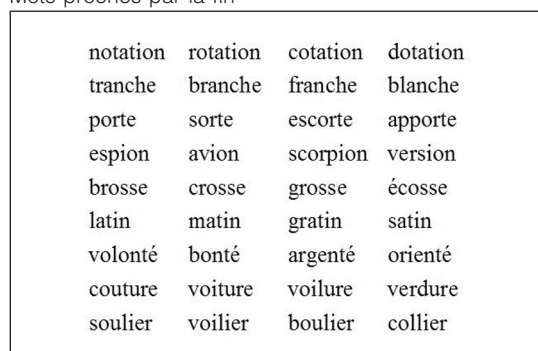 Mots proches par la fin
notation rotation cotation dotation
tranche branche franche blanche
porte sorte escorte apporte
espion avion scorpion version
brosse crosse grosse écosse
latin matin gratin satin
volonté bonté argenté orienté
couture voiture voilure verdure
soulier voilier boulier collier